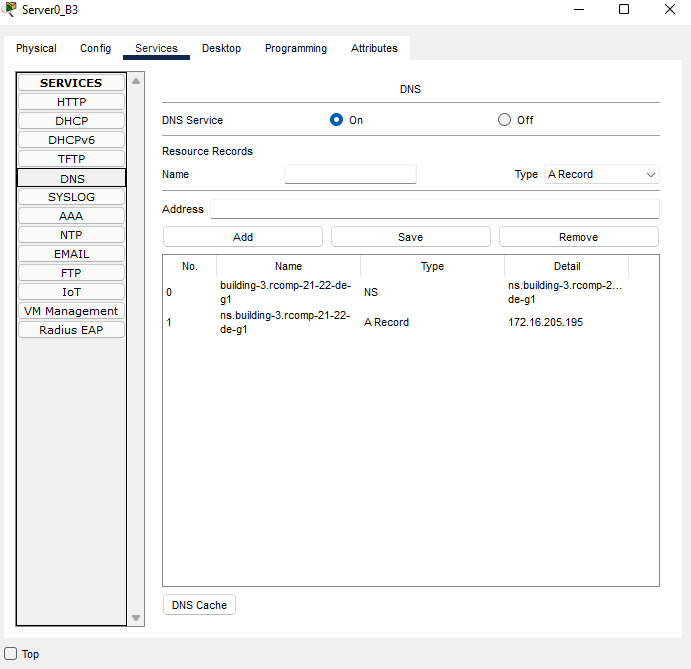 Server0_B3
Physical Config Services Desktop Programming Attributes
SERVICES
HTTP
DHCP
DHCPv6
TFTP
DNS
SYSLOG
AAA
NTP
EMAIL
FTP
IoT
VM Management
Radius EAP
DNS
DNS Service On Off
Resource Records
Name Type A Record
Address
Add Save Remove
No. Name Type Detail
0 building-3.rcomp-21-22-de-g1 NS ns.building-3.rcomp-2... de-g1
1 ns.building-3.rcomp-21-22-de-g1 A Record 172.16.205.195
DNS Cache
Top